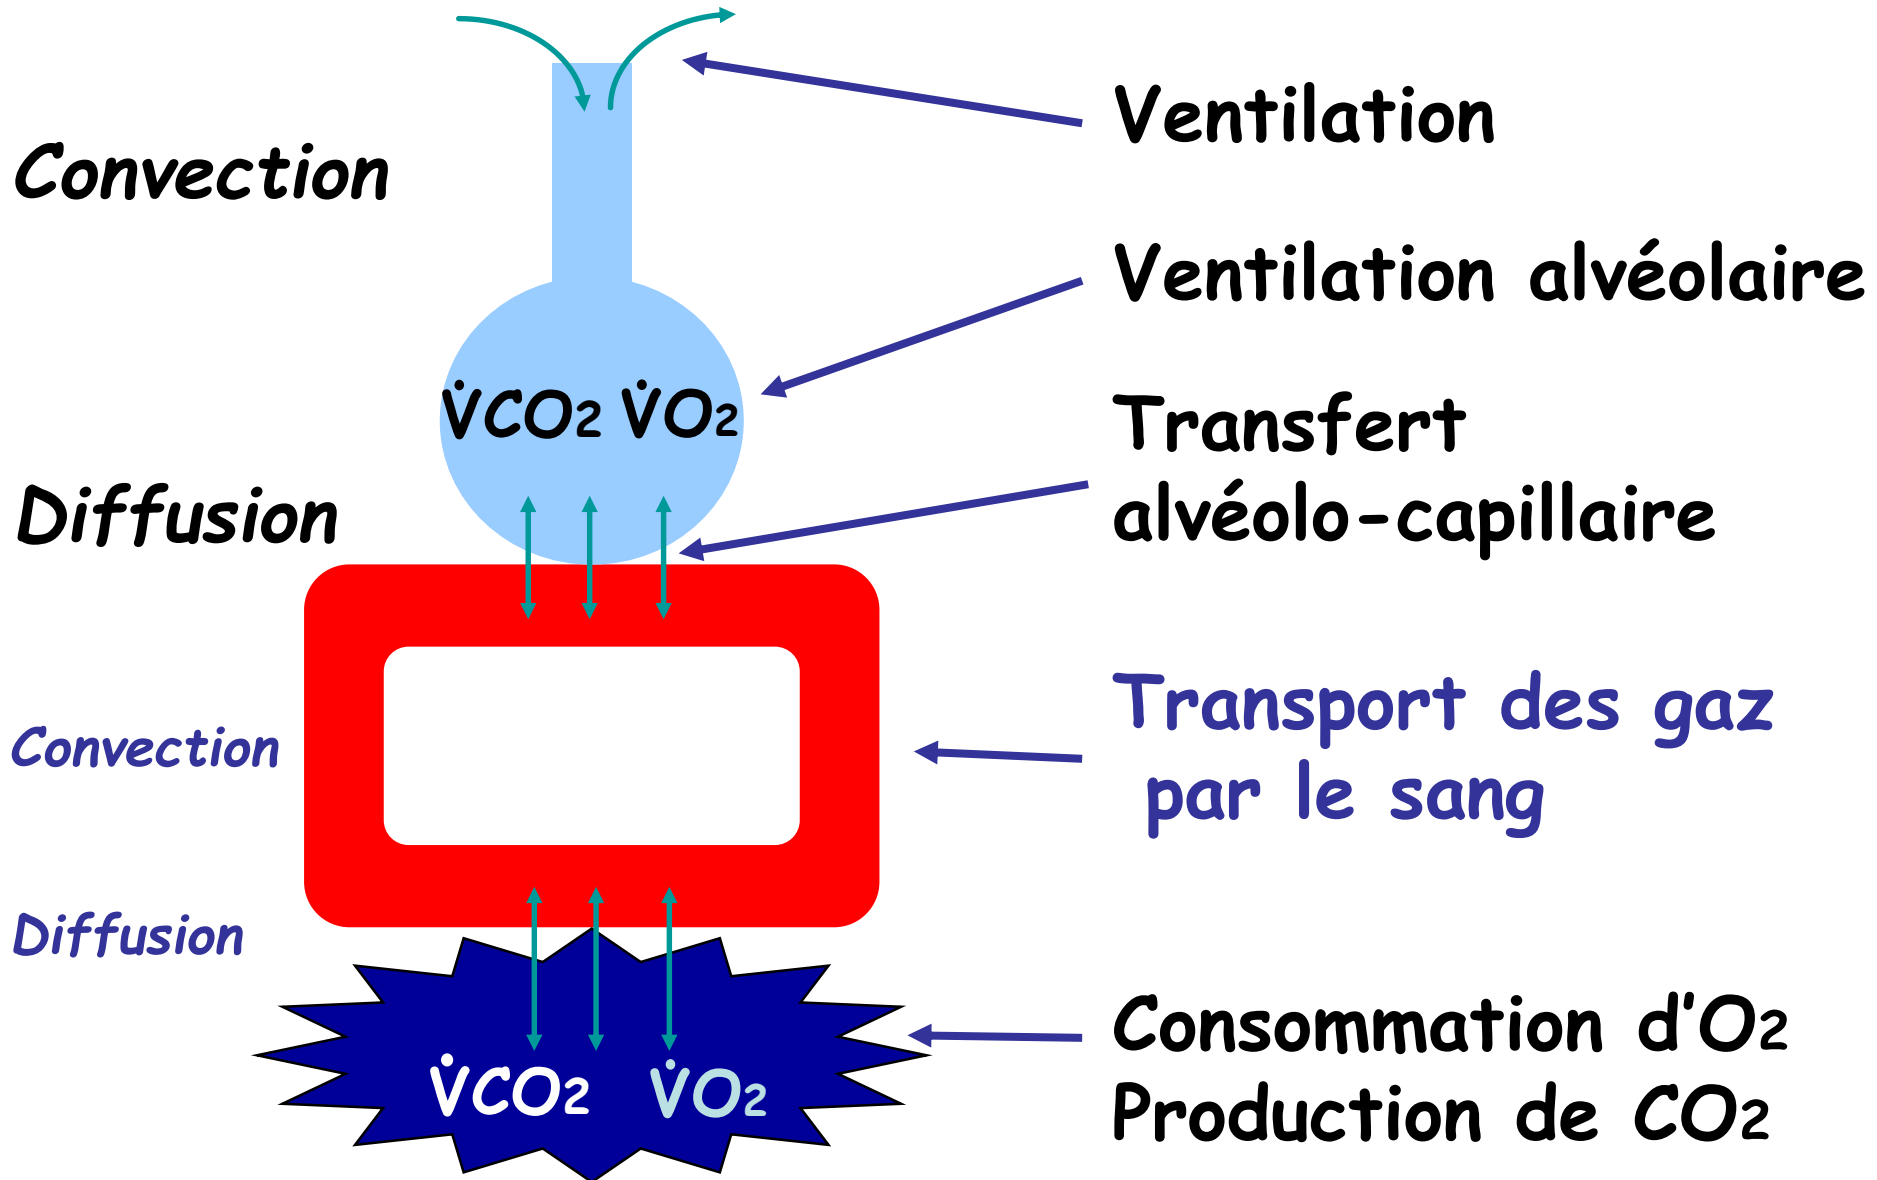 Ventilation
Convection
Ventilation alvéolaire
V̇CO2 V̇O2
Transfert
alvéolo-capillaire
Diffusion
Transport des gaz
par le sang
Convection
Diffusion
Consommation d’O2
Production de CO2
V̇CO2 V̇O2